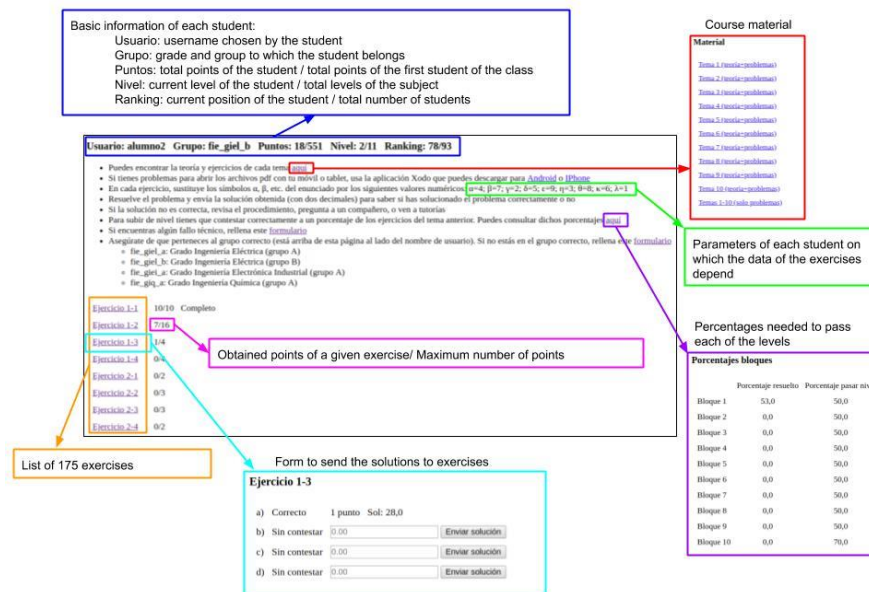 Basic information of each student:
Usuario: username chosen by the student
Grupo: grade and group to which the student belongs
Puntos: total points of the student / total points of the first student of the class
Nivel: current level of the student / total levels of the subject
Ranking: current position of the student / total number of students
Course material
Material
Tema 1 (teoría+problemas)
Tema 2 (teoría+problemas)
Tema 3 (teoría+problemas)
Tema 4 (teoría+problemas)
Tema 5 (teoría+problemas)
Tema 6 (teoría+problemas)
Tema 7 (teoría+problemas)
Tema 8 (teoría+problemas)
Tema 9 (teoría+problemas)
Tema 10 (teoría+problemas)
Temas 1-10 (solo problemas)
Usuario: alumno2 Grupo: fie_giel_b Puntos: 18/551 Nivel: 2/11 Ranking: 78/93
• Puedes encontrar la teoría y ejercicios de cada tema aquí
• Si tienes problemas para abrir los archivos pdf con tu móvil o tablet, usa la aplicación Xodo que puedes descargar para Android o IPhone
• En cada ejercicio, sustituye los símbolos α, β, etc. del enunciado por los siguientes valores numéricos: α=4; β=7; γ=2; δ=5; ε=9; η=3; θ=8; κ=6; λ=1
• Resuelve el problema y envía la solución obtenida (con dos decimales) para saber si has solucionado el problema correctamente o no
• Si la solución no es correcta, revisa el procedimiento, pregunta a un compañero, o ven a tutorías
• Para subir de nivel tienes que contestar correctamente a un porcentaje de los ejercicios del tema anterior. Puedes consultar dichos porcentajes aquí
• Si encuentras algún fallo técnico, rellena este formulario
• Asegúrate de que perteneces al grupo correcto (está arriba de esta página al lado del nombre de usuario). Si no estás en el grupo correcto, rellena este formulario
fie_giel_a: Grado Ingeniería Eléctrica (grupo A)
fie_giel_b: Grado Ingeniería Eléctrica (grupo B)
fie_giei_a: Grado Ingeniería Electrónica Industrial (grupo A)
fie_giq_a: Grado Ingeniería Química (grupo A)
Parameters of each student on
which the data of the exercises
depend
Ejercicio 1-1 10/10 Completo
Ejercicio 1-2 7/16
Ejercicio 1-3 1/4
Ejercicio 1-4 0/4
Ejercicio 2-1 0/2
Ejercicio 2-2 0/3
Ejercicio 2-3 0/3
Ejercicio 2-4 0/2
Obtained points of a given exercise/ Maximum number of points
Percentages needed to pass
each of the levels
Porcentajes bloques
Porcentaje resuelto Porcentaje pasar niv
Bloque 1 53,0 50,0
Bloque 2 0,0 50,0
Bloque 3 0,0 50,0
Bloque 4 0,0 50,0
Bloque 5 0,0 50,0
Bloque 6 0,0 50,0
Bloque 7 0,0 50,0
Bloque 8 0,0 50,0
Bloque 9 0,0 50,0
Bloque 10 0,0 70,0
List of 175 exercises
Form to send the solutions to exercises
Ejercicio 1-3
a) Correcto 1 punto Sol: 28,0
b) Sin contestar 0.00 Enviar solución
c) Sin contestar 0.00 Enviar solución
d) Sin contestar 0.00 Enviar solución